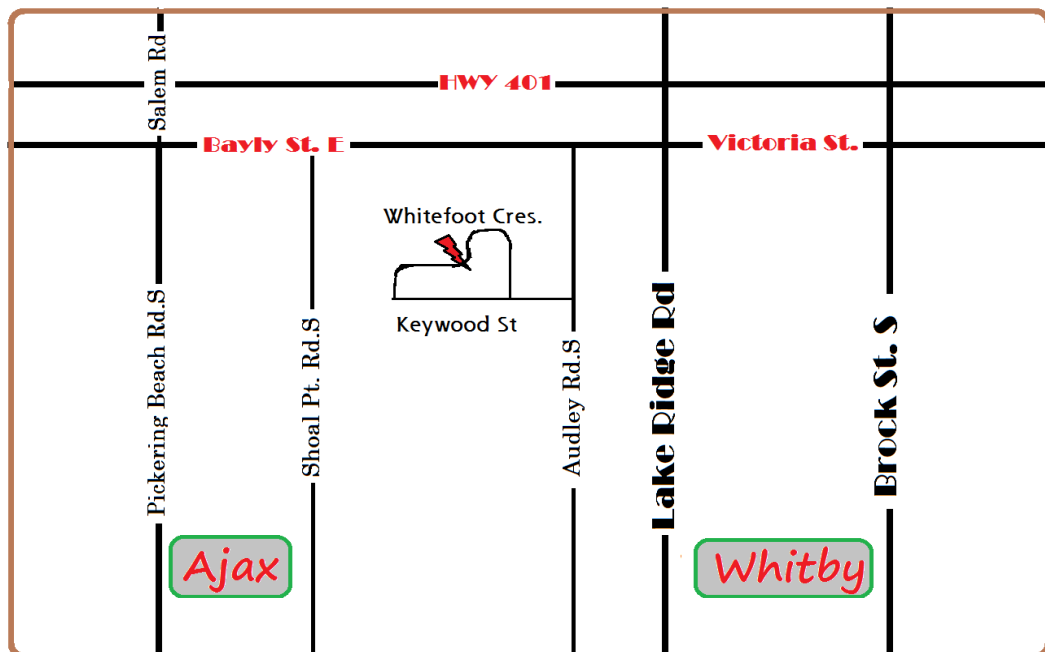 Salem Rd
HWY 401
Bayly St. E
Victoria St.
Whitefoot Cres.
Keywood St
Pickering Beach Rd.S
Shoal Pt. Rd.S
Audley Rd.S
Lake Ridge Rd
Brock St. S
Ajax
Whitby